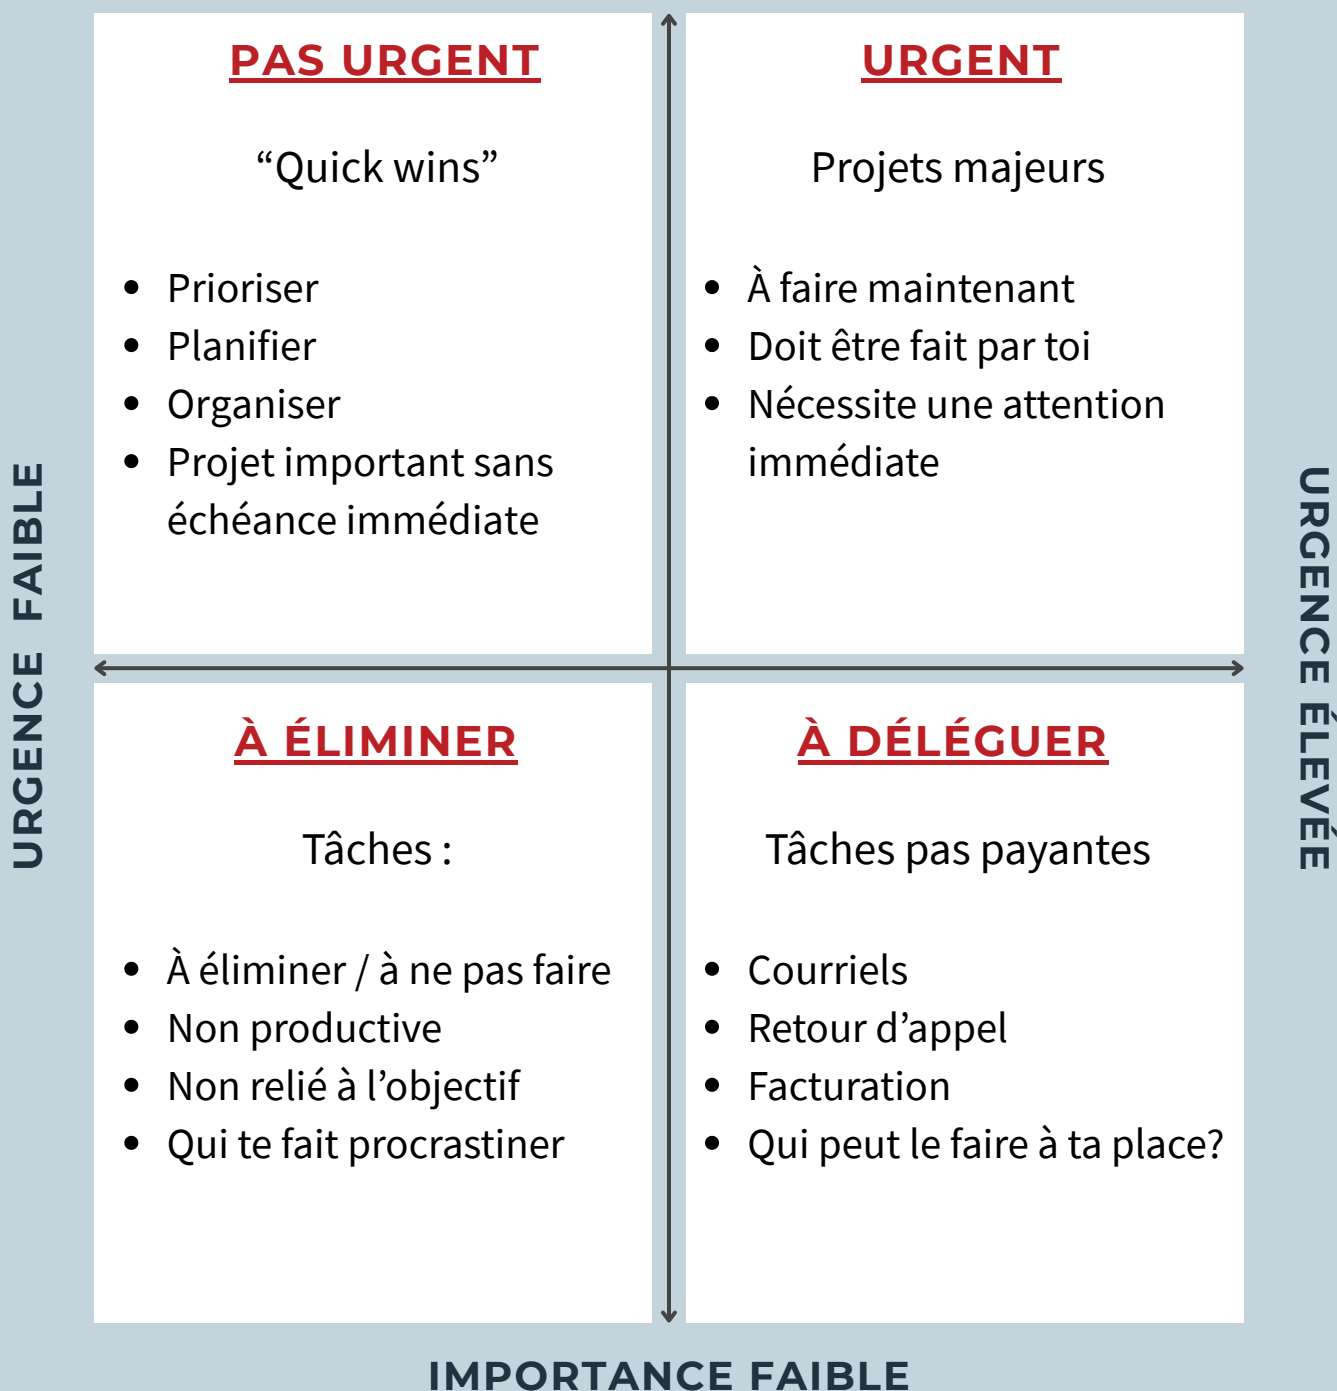 PAS URGENT
“Quick wins”
• Prioriser
• Planifier
• Organiser
• Projet important sans
échéance immédiate
URGENT
Projets majeurs
• À faire maintenant
• Doit être fait par toi
• Nécessite une attention
immédiate
URGENCE FAIBLE
URGENCE ÉLEVÉE
À ÉLIMINER
Tâches :
• À éliminer / à ne pas faire
• Non productive
• Non relié à l’objectif
• Qui te fait procrastiner
À DÉLÉGUER
Tâches pas payantes
• Courriels
• Retour d’appel
• Facturation
• Qui peut le faire à ta place?
IMPORTANCE FAIBLE